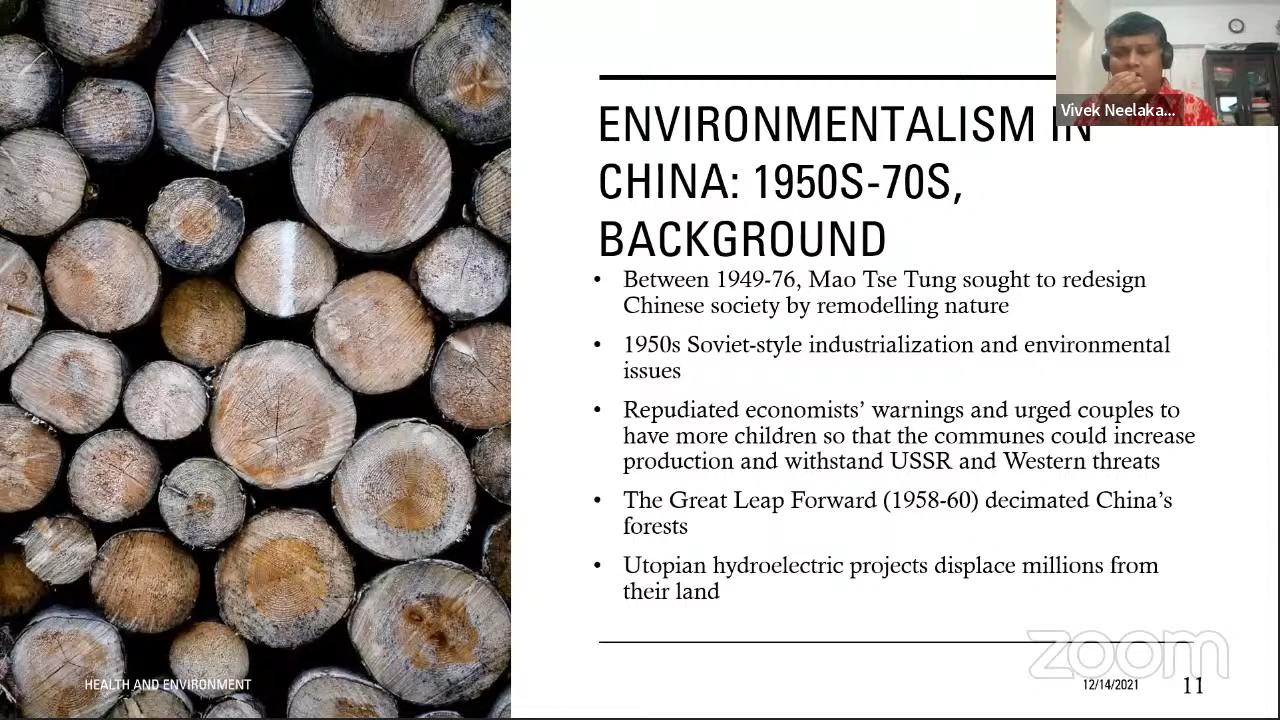 Vivek Neelaka...
ENVIRONMENTALISM IN
CHINA: 1950S-70S,
BACKGROUND
• Between 1949-76, Mao Tse Tung sought to redesign
Chinese society by remodelling nature
• 1950s Soviet-style industrialization and environmental
issues
• Repudiated economists’ warnings and urged couples to
have more children so that the communes could increase
production and withstand USSR and Western threats
• The Great Leap Forward (1958-60) decimated China’s
forests
• Utopian hydroelectric projects displace millions from
their land
zoom
HEALTH AND ENVIRONMENT
12/14/2021
11